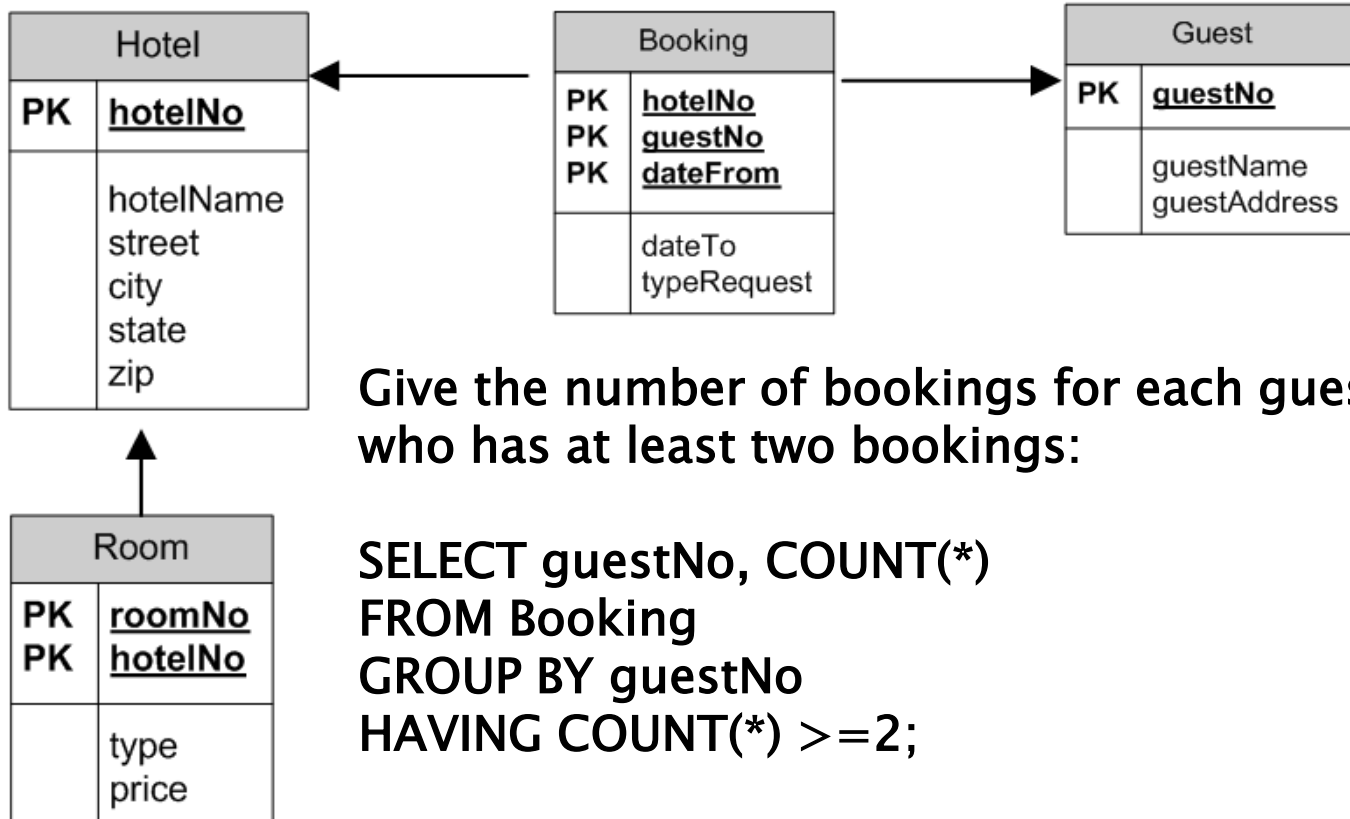 Hotel
PK hotelNo
hotelName
street
city
state
zip
Booking
PK hotelNo
PK guestNo
PK dateFrom
dateTo
typeRequest
Guest
PK guestNo
guestName
guestAddress
Give the number of bookings for each
who has at least two bookings:
SELECT guestNo, COUNT(*)
FROM Booking
GROUP BY guestNo
HAVING COUNT(*) >=2;
Room
PK roomNo
PK hotelNo
type
price